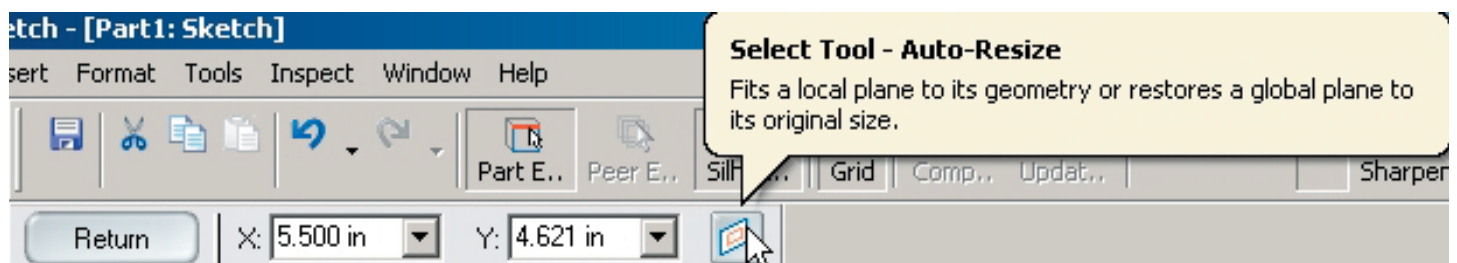 etch - [Part1: Sketch]
Select Tool - Auto-Resize
Fits a local plane to its geometry or restores a global plane to
its original size.
sert Format Tools Inspect Window Help
Part E.. Peer E.. Grid Comp.. Updat.. Sharpen
Return X: 5.500 in Y: 4.621 in